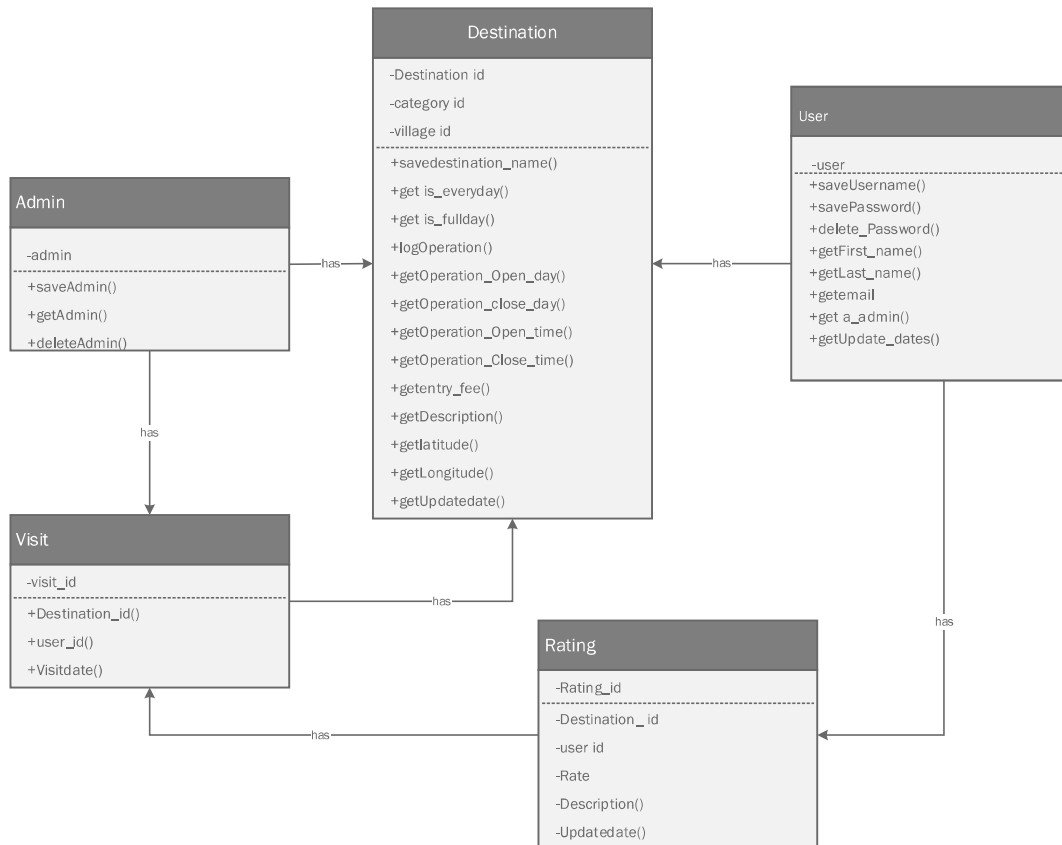 Destination
-Destination id
-category id
-village id
+savedestination_name()
+get is_everyday()
+get is_fullday()
+logOperation()
+getOperation_Open_day()
+getOperation_close_day()
+getOperation_Open_time()
+getOperation_Close_time()
+getentry_fee()
+getDescription()
+getlatitude()
+getLongitude()
+getUpdatedate()
User
-user
+saveUsername()
+savePassword()
+delete_Password()
+getFirst_name()
+getLast_name()
+getemail
+get a_admin()
+getUpdate_dates()
Admin
-admin
+saveAdmin()
+getAdmin()
+deleteAdmin()
has
has
has
Visit
-visit_id
+Destination_id()
+user_id()
+Visitdate()
has
has
has
Rating
-Rating_id
-Destination_ id
-user id
-Rate
-Description()
-Updatedate()